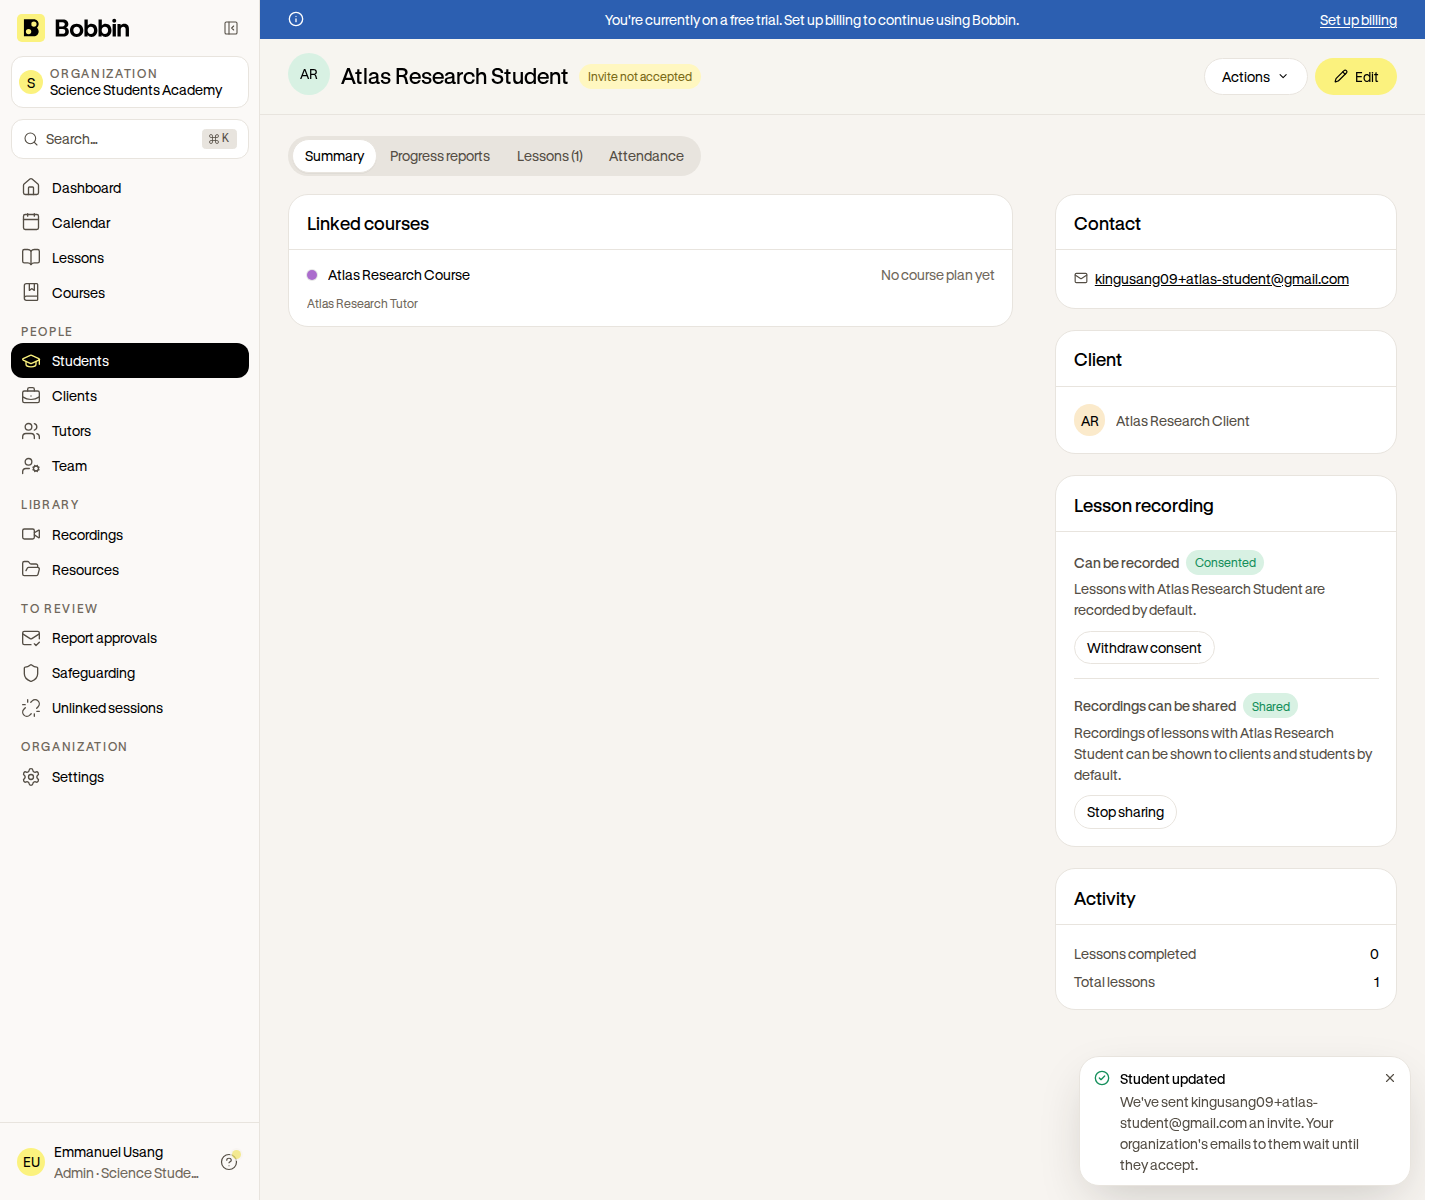 Bobbin
ORGANIZATION
S
Science Students Academy
Search...
⌘ K
Dashboard
Calendar
Lessons
Courses
PEOPLE
Students
Clients
Tutors
Team
LIBRARY
Recordings
Resources
TO REVIEW
Report approvals
Safeguarding
Unlinked sessions
ORGANIZATION
Settings
EU
Emmanuel Usang
Admin · Science Stude...
You're currently on a free trial. Set up billing to continue using Bobbin.
Set up billing
AR
Atlas Research Student
Invite not accepted
Actions
Edit
Summary
Progress reports
Lessons (1)
Attendance
Linked courses
Atlas Research Course
No course plan yet
Atlas Research Tutor
Contact
kingusang09+atlas-student@gmail.com
Client
AR
Atlas Research Client
Lesson recording
Can be recorded
Consented
Lessons with Atlas Research Student are
recorded by default.
Withdraw consent
Recordings can be shared
Shared
Recordings of lessons with Atlas Research
Student can be shown to clients and students by
default.
Stop sharing
Activity
Lessons completed
0
Total lessons
1
Student updated
We've sent kingusang09+atlas-
student@gmail.com an invite. Your
organization's emails to them wait until
they accept.